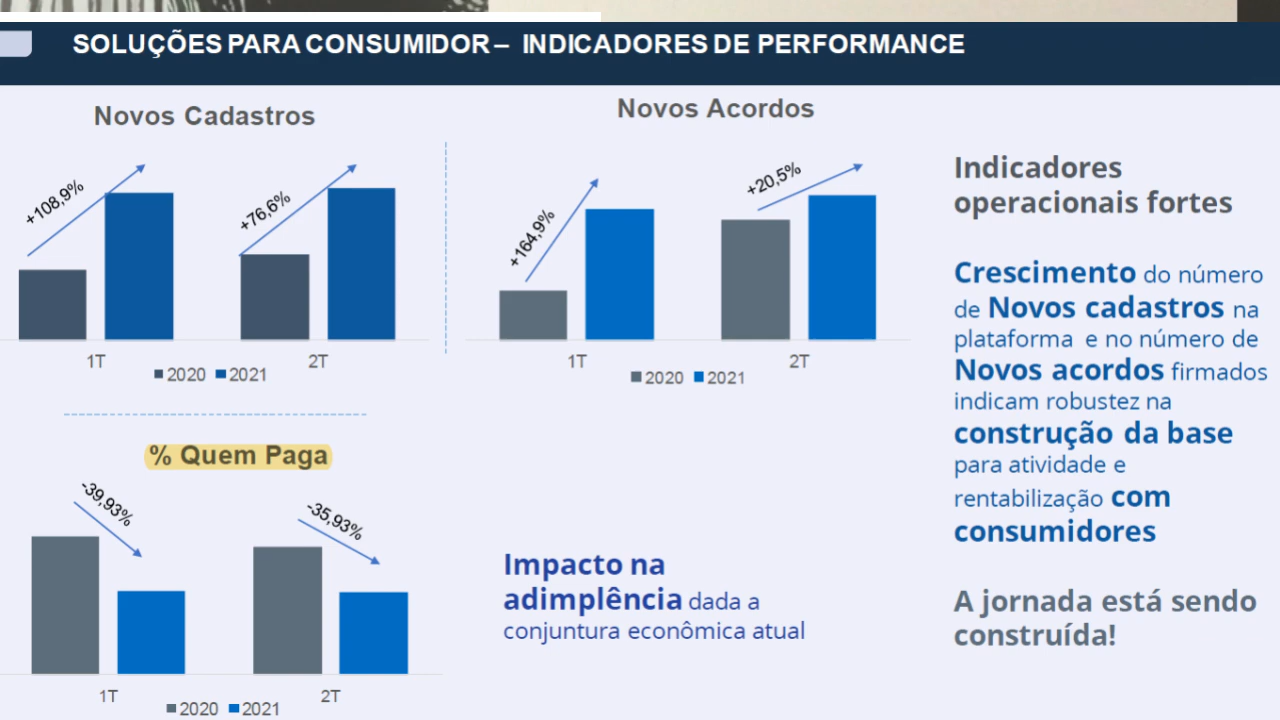 SOLUÇÕES PARA CONSUMIDOR – INDICADORES DE PERFORMANCE
Novos Cadastros
+108,9%
+76,6%
1T
2T
2020
2021
Novos Acordos
+164,9%
+20,5%
1T
2T
2020
2021
% Quem Paga
-39,93%
-35,93%
1T
2T
2020
2021
Impacto na
adimplência dada a
conjuntura econômica atual
Indicadores
operacionais fortes
Crescimento do número
de Novos cadastros na
plataforma e no número de
Novos acordos firmados
indicam robustez na
construção da base
para atividade e
rentabilização com
consumidores
A jornada está sendo
construída!